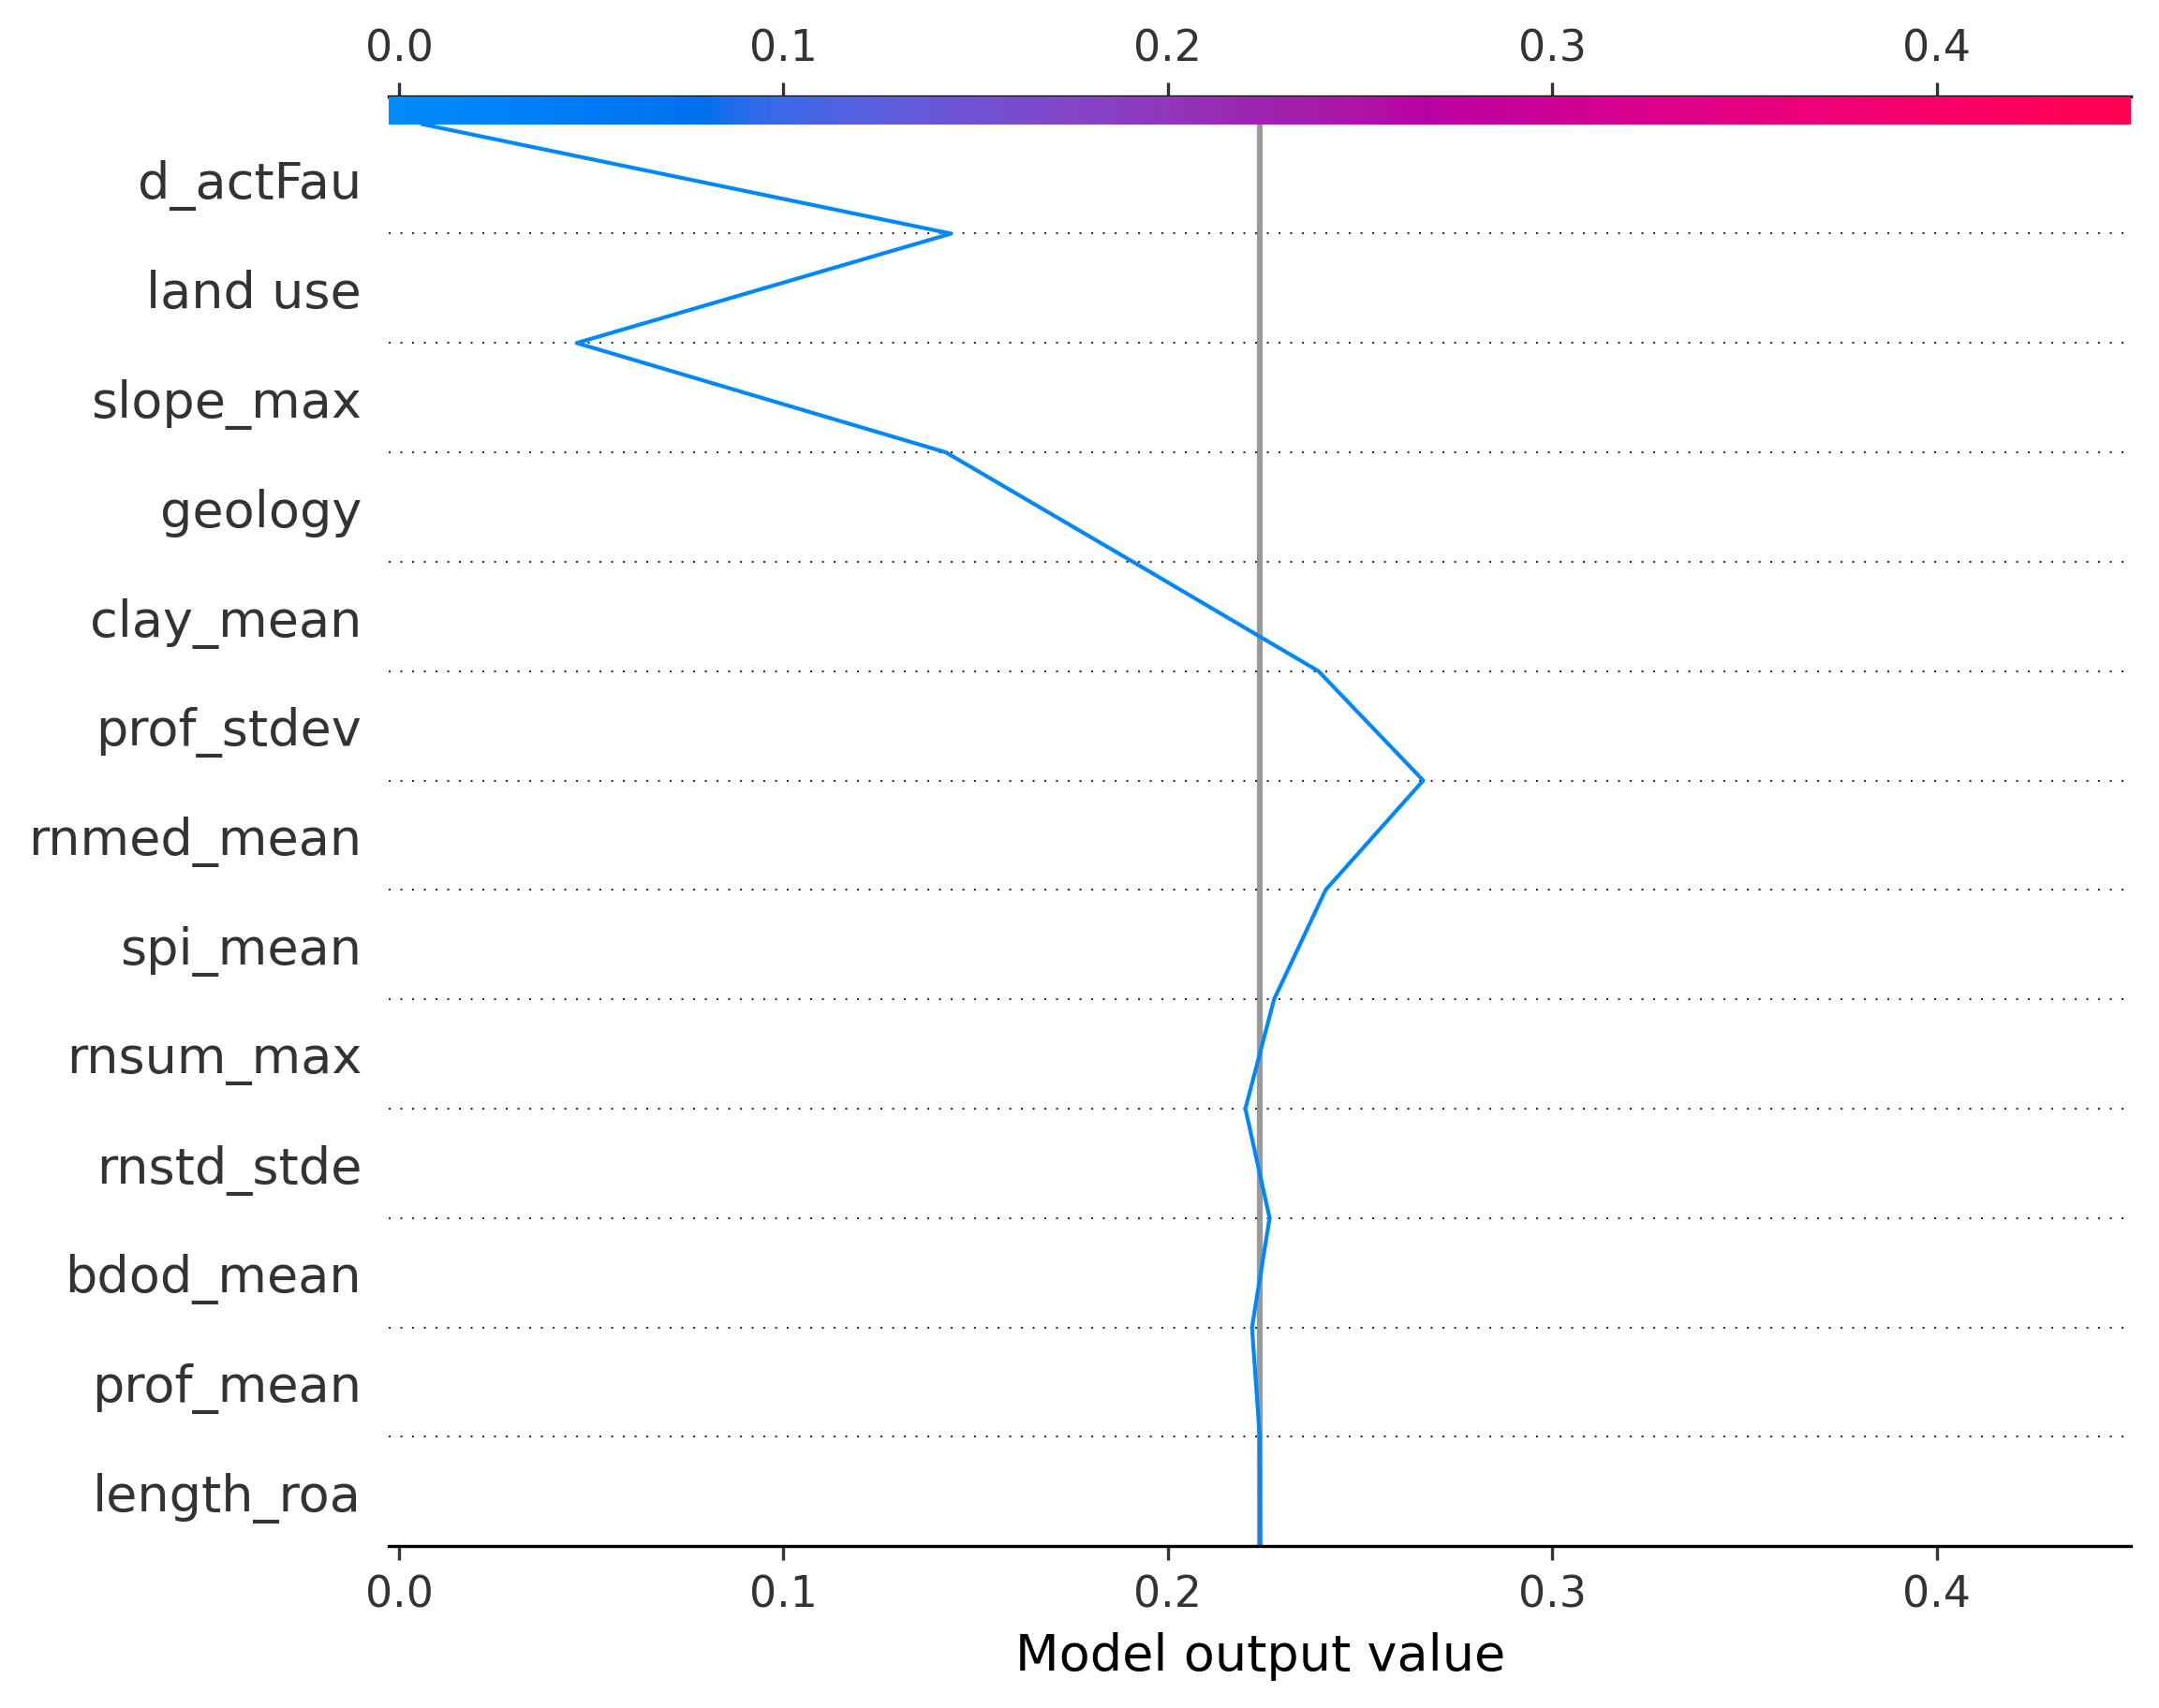 0.0 0.1 0.2 0.3 0.4
d_actFau
land use
slope_max
geology
clay_mean
prof_stdev
rnmed_mean
spi_mean
rnsum_max
rnstd_stde
bdod_mean
prof_mean
length_roa
0.0 0.1 0.2 0.3 0.4
Model output value